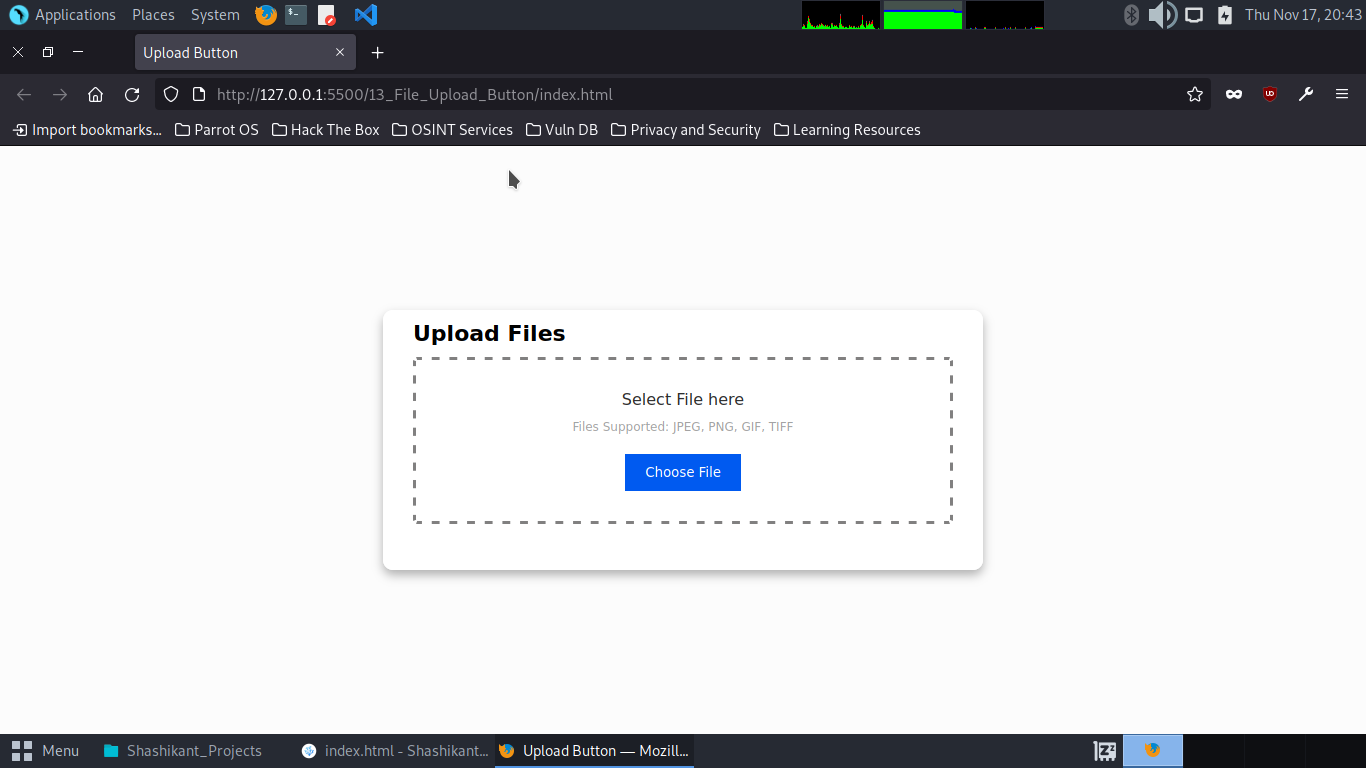 Applications Places System Thu Nov 17, 20:43
Upload Button
http://127.0.0.1:5500/13_File_Upload_Button/index.html
Import bookmarks... Parrot OS Hack The Box OSINT Services Vuln DB Privacy and Security Learning Resources
Upload Files
Select File here
Files Supported: JPEG, PNG, GIF, TIFF
Choose File
Menu Shashikant_Projects index.html - Shashikant... Upload Button — Mozill...